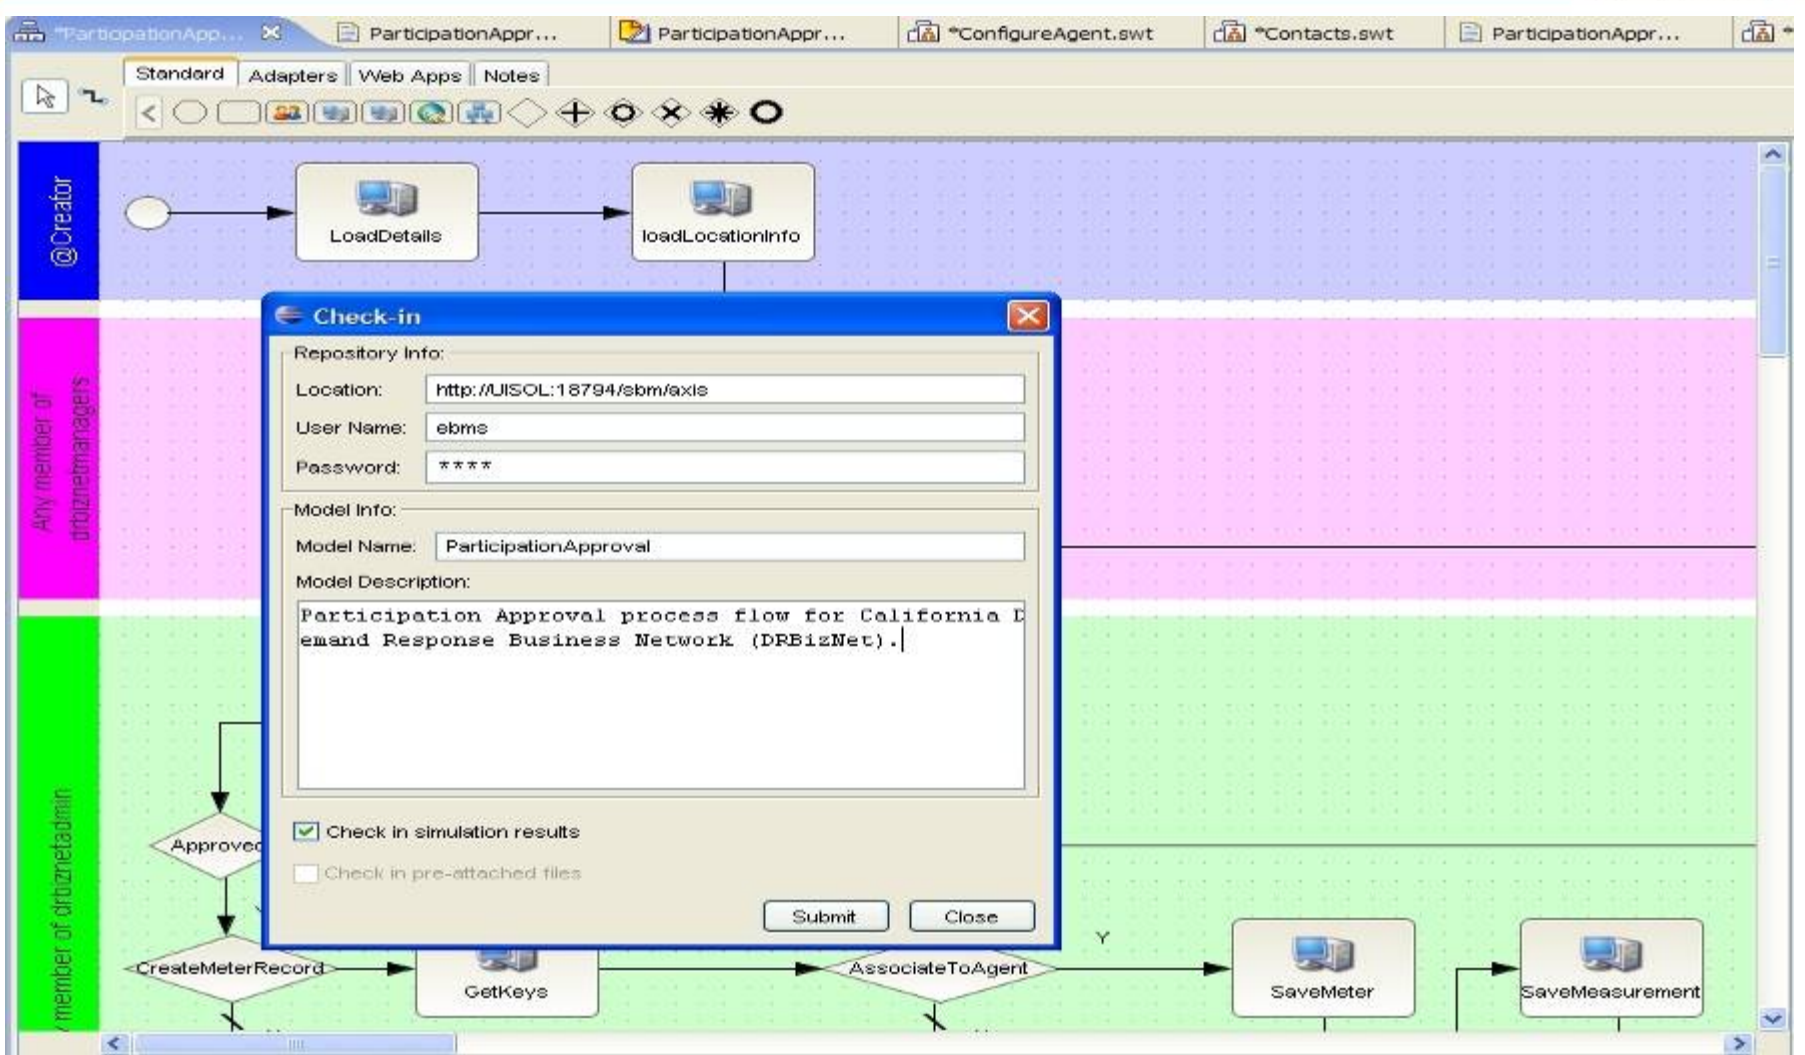 *ParticipationApp... ParticipationAppr... ParticipationAppr... *ConfigureAgent.swt *Contacts.swt ParticipationAppr... *
Standard Adapters Web Apps Notes
@Creator
LoadDetails
loadLocationInfo
Check-in
Repository Info:
Location: http://UISOL:18794/sbm/axis
User Name: ebms
Password: ****
Any member of
drbiznetmanagers
Model Info:
Model Name: ParticipationApproval
Model Description:
Participation Approval process flow for California D
emand Response Business Network (DRBizNet).
Check in simulation results
Check in pre-attached files
Submit Close
member of drbiznetadmin
Approved
CreateMeterRecord
GetKeys
AssociateToAgent
Y
SaveMeter
SaveMeasurement